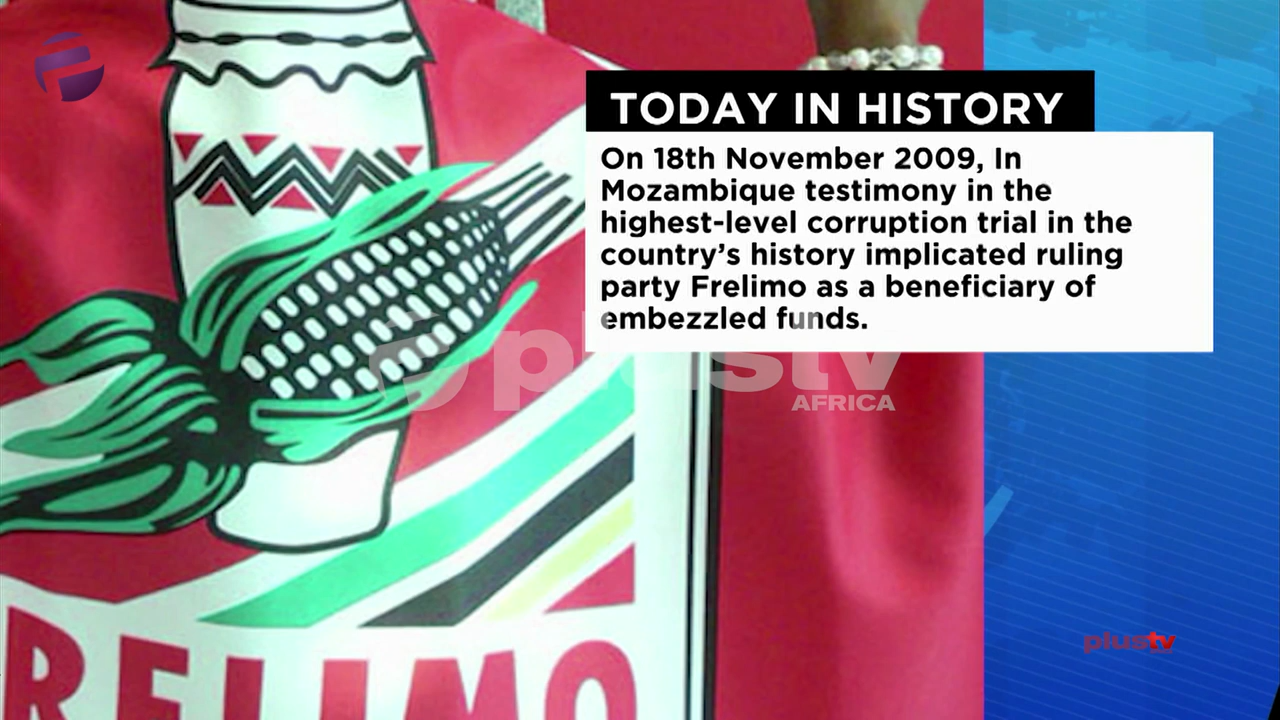 TODAY IN HISTORY
On 18th November 2009, In
Mozambique testimony in the
highest-level corruption trial in the
country's history implicated ruling
party Frelimo as a beneficiary of
embezzled funds.
plustv
AFRICA
RELIMO
plustv